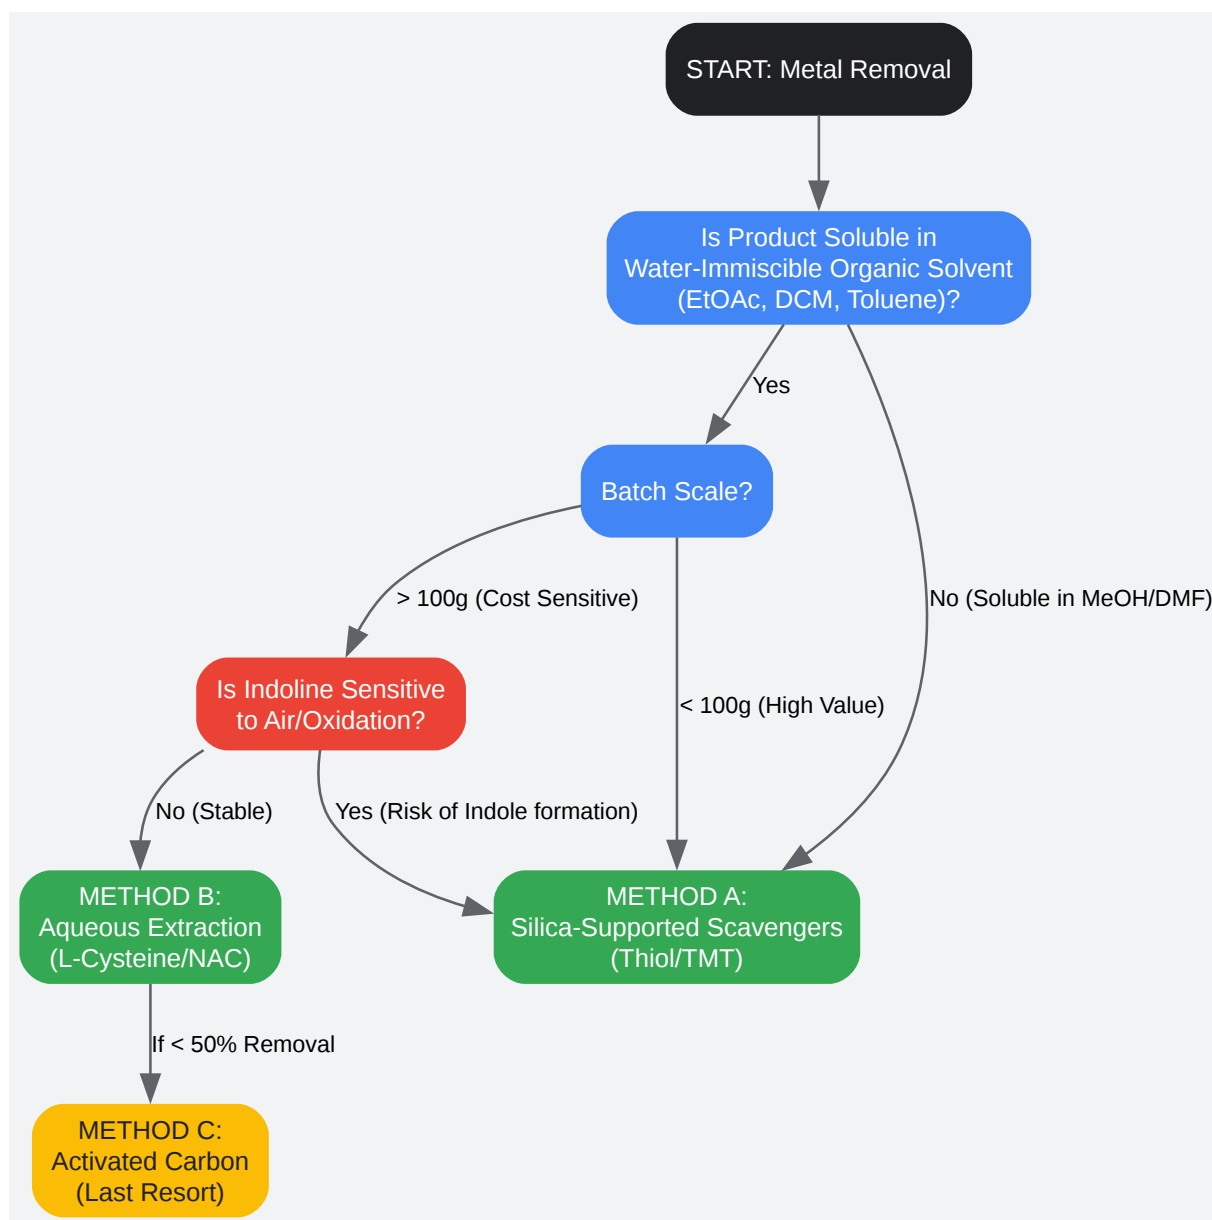 START: Metal Removal
Is Product Soluble in
Water-Immiscible Organic Solvent
(EtOAc, DCM, Toluene)?
Yes
Batch Scale?
> 100g (Cost Sensitive)
No (Soluble in MeOH/DMF)
Is Indoline Sensitive
to Air/Oxidation?
< 100g (High Value)
No (Stable)
Yes (Risk of Indole formation)
METHOD B:
Aqueous Extraction
(L-Cysteine/NAC)
METHOD A:
Silica-Supported Scavengers
(Thiol/TMT)
If < 50% Removal
METHOD C:
Activated Carbon
(Last Resort)